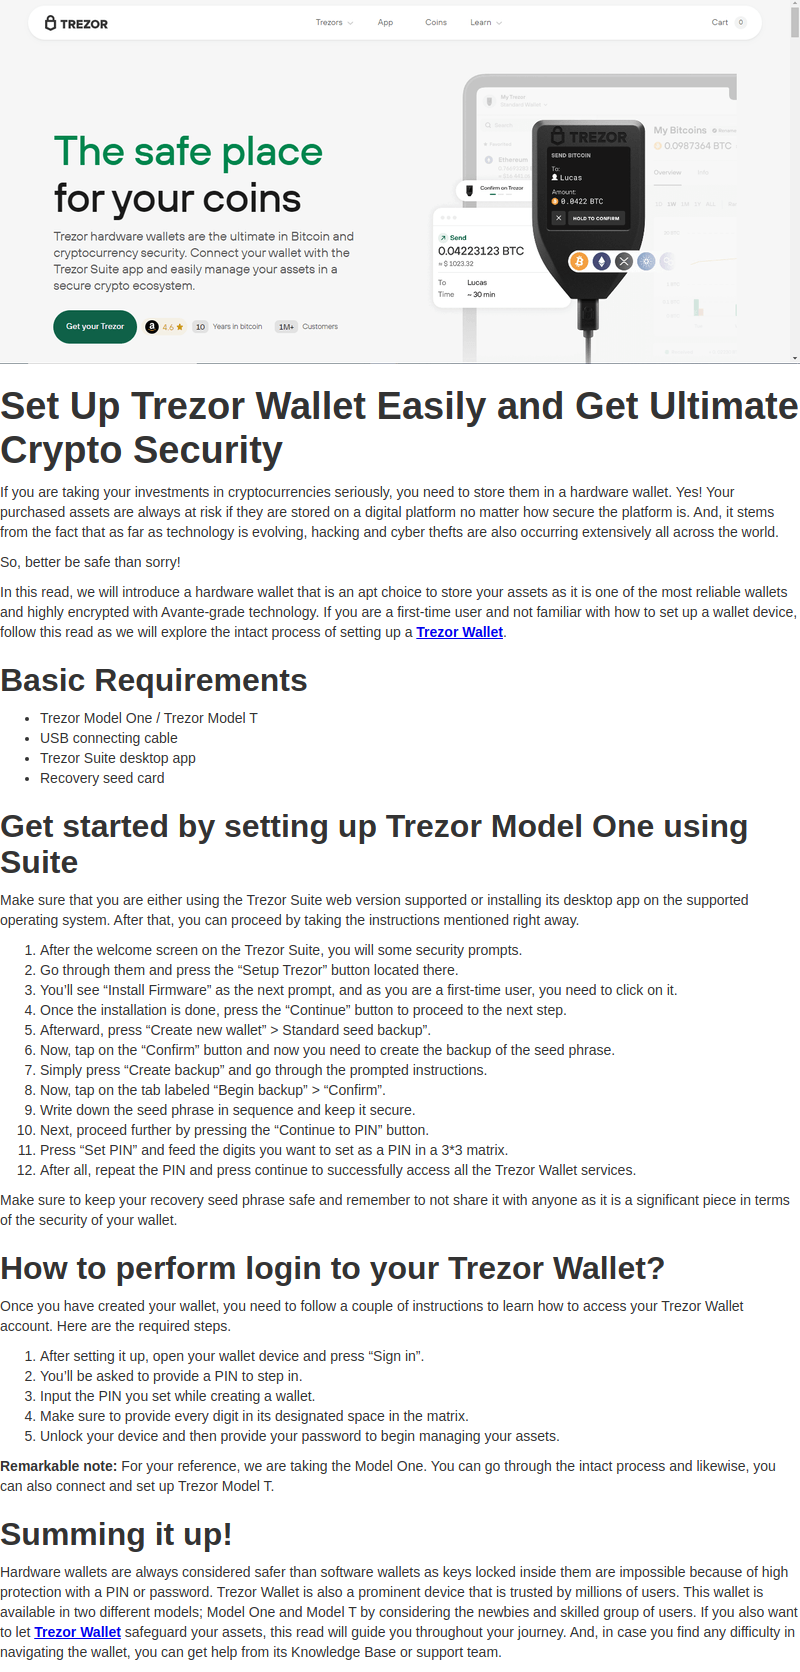 TREZOR
Trezors App Coins Learn Cart 0
The safe place
for your coins
Trezor hardware wallets are the ultimate in Bitcoin and
cryptocurrency security. Connect your wallet with the
Trezor Suite app and easily manage your assets in a
secure crypto ecosystem.
Get your Trezor a 4.6 10 Years in bitcoin 1M+ Customers
My Trezor
Standard Wallet
Search
Ethereum
Confirm on Trezor
Send
0.04223123 BTC
≈ $ 1023.32
To Lucas
Time ~ 30 min
TREZOR
SEND BITCOIN
To:
Lucas
Amount:
0.0422 BTC
HOLD TO CONFIRM
My Bitcoins
0.0987364 BTC
Overview
Set Up Trezor Wallet Easily and Get Ultimate
Crypto Security
If you are taking your investments in cryptocurrencies seriously, you need to store them in a hardware wallet. Yes! Your
purchased assets are always at risk if they are stored on a digital platform no matter how secure the platform is. And, it stems
from the fact that as far as technology is evolving, hacking and cyber thefts are also occurring extensively all across the world.
So, better be safe than sorry!
In this read, we will introduce a hardware wallet that is an apt choice to store your assets as it is one of the most reliable wallets
and highly encrypted with Avante-grade technology. If you are a first-time user and not familiar with how to set up a wallet device,
follow this read as we will explore the intact process of setting up a Trezor Wallet.
Basic Requirements
• Trezor Model One / Trezor Model T
• USB connecting cable
• Trezor Suite desktop app
• Recovery seed card
Get started by setting up Trezor Model One using
Suite
Make sure that you are either using the Trezor Suite web version supported or installing its desktop app on the supported
operating system. After that, you can proceed by taking the instructions mentioned right away.
1. After the welcome screen on the Trezor Suite, you will some security prompts.
2. Go through them and press the “Setup Trezor” button located there.
3. You’ll see “Install Firmware” as the next prompt, and as you are a first-time user, you need to click on it.
4. Once the installation is done, press the “Continue” button to proceed to the next step.
5. Afterward, press “Create new wallet” > Standard seed backup”.
6. Now, tap on the “Confirm” button and now you need to create the backup of the seed phrase.
7. Simply press “Create backup” and go through the prompted instructions.
8. Now, tap on the tab labeled “Begin backup” > “Confirm”.
9. Write down the seed phrase in sequence and keep it secure.
10. Next, proceed further by pressing the “Continue to PIN” button.
11. Press “Set PIN” and feed the digits you want to set as a PIN in a 3*3 matrix.
12. After all, repeat the PIN and press continue to successfully access all the Trezor Wallet services.
Make sure to keep your recovery seed phrase safe and remember to not share it with anyone as it is a significant piece in terms
of the security of your wallet.
How to perform login to your Trezor Wallet?
Once you have created your wallet, you need to follow a couple of instructions to learn how to access your Trezor Wallet
account. Here are the required steps.
1. After setting it up, open your wallet device and press “Sign in”.
2. You’ll be asked to provide a PIN to step in.
3. Input the PIN you set while creating a wallet.
4. Make sure to provide every digit in its designated space in the matrix.
5. Unlock your device and then provide your password to begin managing your assets.
Remarkable note: For your reference, we are taking the Model One. You can go through the intact process and likewise, you
can also connect and set up Trezor Model T.
Summing it up!
Hardware wallets are always considered safer than software wallets as keys locked inside them are impossible because of high
protection with a PIN or password. Trezor Wallet is also a prominent device that is trusted by millions of users. This wallet is
available in two different models; Model One and Model T by considering the newbies and skilled group of users. If you also want
to let Trezor Wallet safeguard your assets, this read will guide you throughout your journey. And, in case you find any difficulty in
navigating the wallet, you can get help from its Knowledge Base or support team.